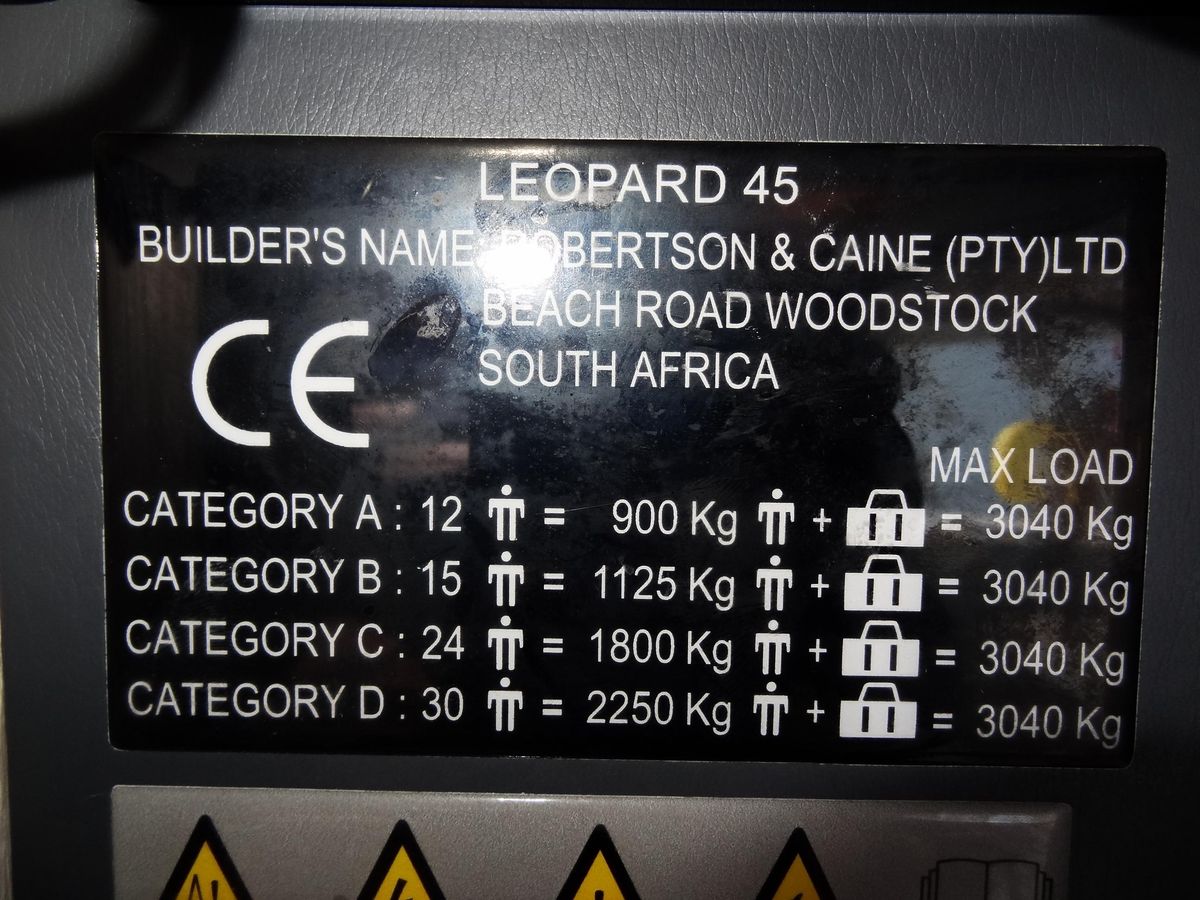 LEOPARD 45
BUILDER'S NAME ROBERTSON & CAINE (PTY)LTD
BEACH ROAD WOODSTOCK
SOUTH AFRICA
CE
MAX LOAD
CATEGORY A : 12 = 900 Kg + = 3040 Kg
CATEGORY B : 15 = 1125 Kg + = 3040 Kg
CATEGORY C : 24 = 1800 Kg + = 3040 Kg
CATEGORY D : 30 = 2250 Kg + = 3040 Kg